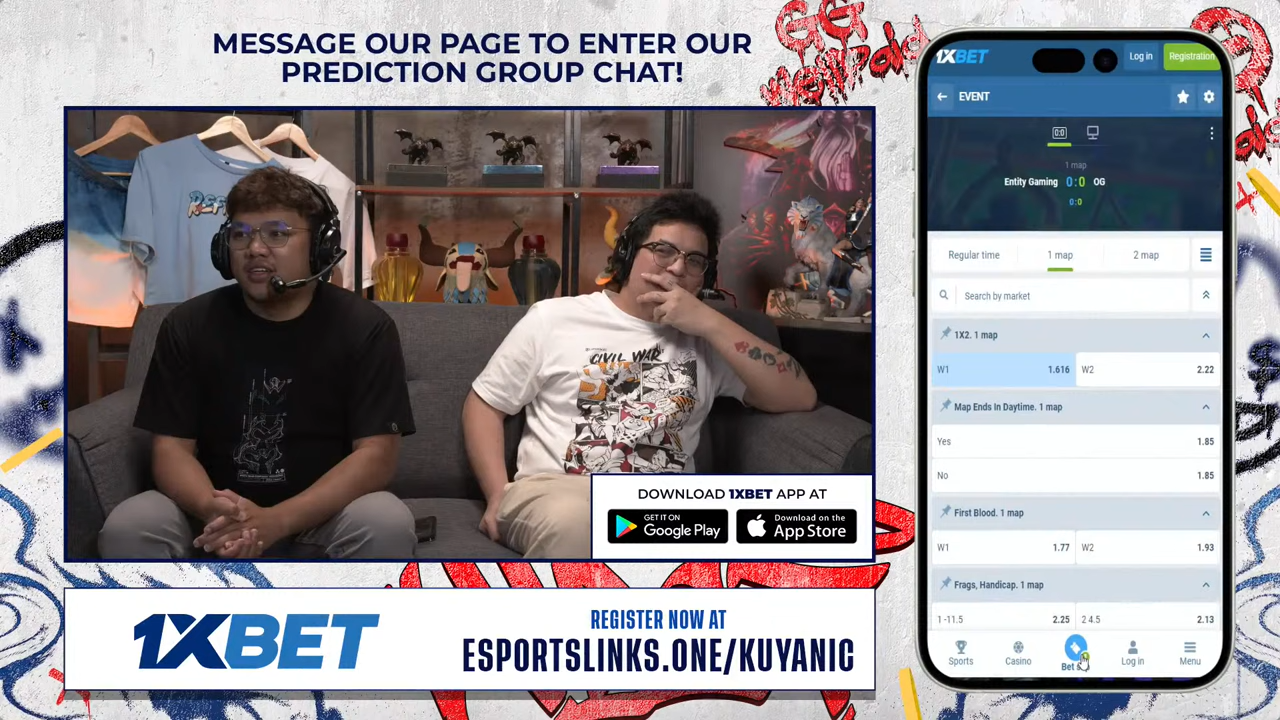 MESSAGE OUR PAGE TO ENTER OUR
PREDICTION GROUP CHAT!
CIVIL WAR
DOWNLOAD 1XBET APP AT
GET IT ON
Google Play
Download on the
App Store
1XBET
REGISTER NOW AT
ESPORTSLINKS.ONE/KUYANIC
1XBET
Log in
Registration
EVENT
0:0
1 map
Entity Gaming 0:0 OG
0:0
Regular time 1 map 2 map
Search by market
1X2. 1 map
W1 1.616 W2 2.22
Map Ends In Daytime. 1 map
Yes 1.85
No 1.85
First Blood. 1 map
W1 1.77 W2 1.93
Frags, Handicap. 1 map
1 -11.5 2.25 2 4.5 2.13
Sports Casino Bet Log in Menu